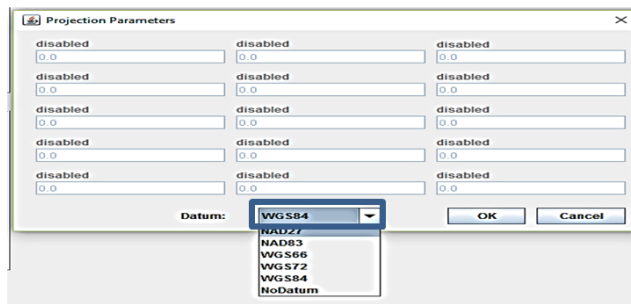 Projection Parameters
disabled disabled disabled
0.0 0.0 0.0
disabled disabled disabled
0.0 0.0 0.0
disabled disabled disabled
0.0 0.0 0.0
disabled disabled disabled
0.0 0.0 0.0
disabled disabled disabled
0.0 0.0 0.0
Datum: WGS84 OK Cancel
NAD27
NAD83
WGS66
WGS72
WGS84
NoDatum